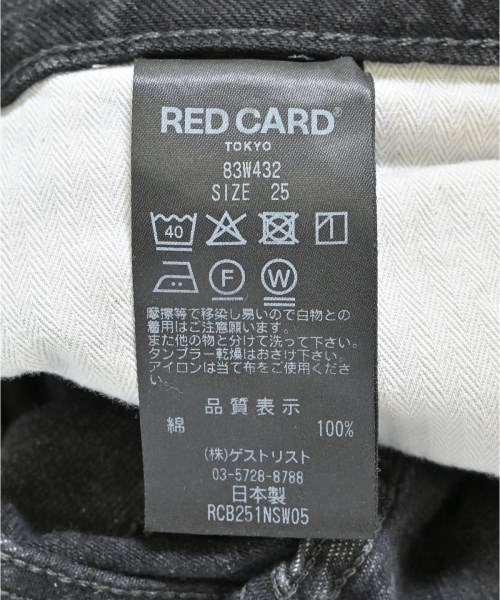 RED CARD®
TOKYO
83W432
SIZE 25
40
F W
摩擦等で移染し易いので白物との
着用はご注意願います。
また他の物と分けて洗って下さい。
タンブラー乾燥はおさけ下さい。
アイロンは当て布をご使用ください。
品質表示
綿 100%
(株)ゲストリスト
03-5728-8788
日本製
RCB251NSW05